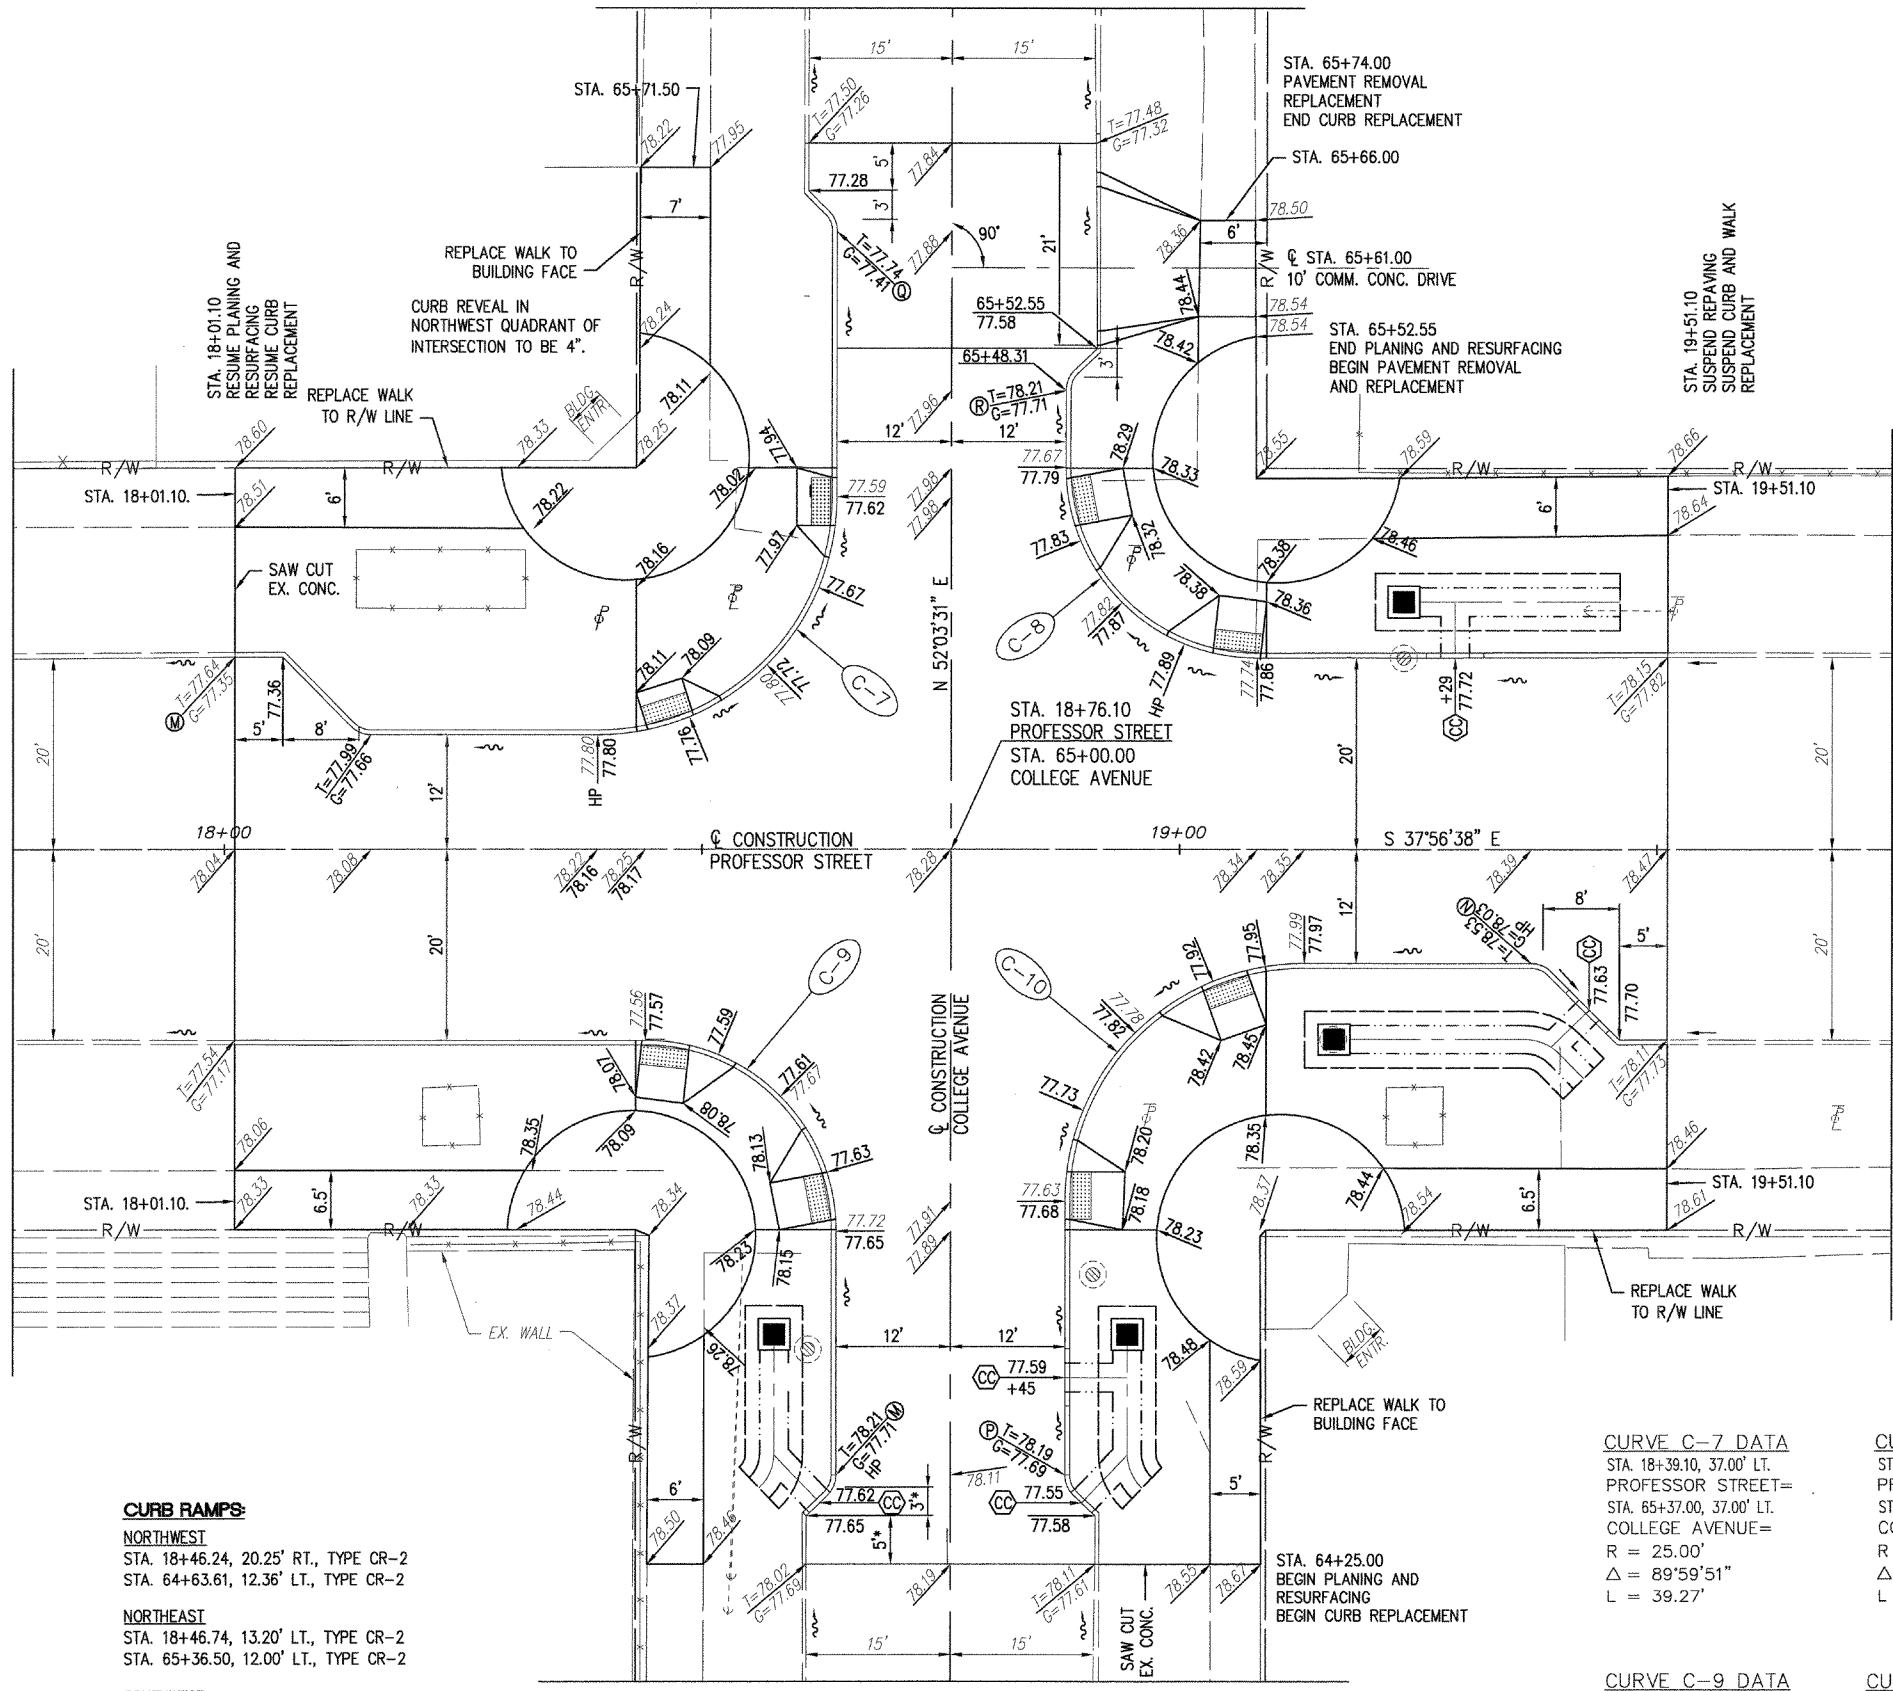 15'
15'
STA. 65+71.50
78.22
77.95
T=77.50
G=77.26
77.84
T=77.48
G=77.32
STA. 65+74.00
PAVEMENT REMOVAL
REPLACEMENT
END CURB REPLACEMENT
STA. 65+66.00
7'
77.28
5'
3'
77.88
90°
21'
78.50
78.36
6'
REPLACE WALK TO
BUILDING FACE
R/W
T=77.74
G=77.41
Q
R/W
℄ STA. 65+61.00
10' COMM. CONC. DRIVE
78.44
78.54
78.54
STA. 18+01.10
RESUME PLANING AND
RESURFACING
RESUME CURB
REPLACEMENT
CURB REVEAL IN
NORTHWEST QUADRANT OF
INTERSECTION TO BE 4".
78.24
65+52.55
77.58
65+48.31
3'
78.42
STA. 65+52.55
END PLANING AND RESURFACING
BEGIN PAVEMENT REMOVAL
AND REPLACEMENT
STA. 19+51.10
SUSPEND REPAVING
SUSPEND CURB AND WALK
REPLACEMENT
REPLACE WALK
TO R/W LINE
BLDG.
ENTR.
78.11
R
T=78.21
G=77.71
77.96
12'
12'
78.60
78.33
78.25
77.94
78.29
78.55
78.59
78.66
R/W
R/W
R/W
R/W
STA. 18+01.10.
78.51
6'
78.22
78.02
77.59
77.62
77.98
77.98
77.67
77.79
78.33
6'
STA. 19+51.10
78.64
77.97
77.83
78.32
78.46
SAW CUT
EX. CONC.
78.16
77.67
N 52°03'31" E
C-8
77.82
77.87
78.38
78.38
78.36
78.11
78.09
77.72
77.80
C-7
77.89
HP
77.74
77.86
+29
77.72
CC
T=78.15
G=77.82
M
T=77.64
G=77.35
77.36
5'
8'
T=77.99
G=77.66
77.80
HP 77.80
77.76
STA. 18+76.10
PROFESSOR STREET
STA. 65+00.00
COLLEGE AVENUE
20'
12'
20'
20'
18+00
℄ CONSTRUCTION
PROFESSOR STREET
19+00
S 37°56'38" E
78.04
78.08
78.22
78.16
78.25
78.17
78.28
78.34
78.35
78.39
78.47
20'
20'
12'
20'
C-9
C-10
N
T=78.53
G=78.03
HP
8'
5'
CC
77.63
77.70
77.56
77.57
77.59
77.92
77.95
77.99
77.97
℄ CONSTRUCTION
COLLEGE AVENUE
77.78
77.82
T=77.54
G=77.17
78.07
77.61
77.67
78.42
78.45
T=78.11
G=77.73
78.06
78.35
78.09
78.08
78.13
77.63
77.73
78.20
78.35
78.46
STA. 18+01.10.
78.33
6.5'
78.33
78.44
78.34
77.72
77.65
77.91
77.89
77.63
77.68
78.18
78.37
78.44
78.54
6.5'
STA. 19+51.10
78.61
R/W
R/W
R/W
R/W
78.23
78.15
78.23
REPLACE WALK
TO R/W LINE
EX. WALL
78.37
78.26
12'
12'
78.48
78.59
BLDG.
ENTR.
CC
77.59
+45
REPLACE WALK TO
BUILDING FACE
R/W
T=78.21
G=77.71
HP
M
P
T=78.19
G=77.69
78.11
R/W
6'
77.62
CC
3'*
77.65
5'*
CC
77.55
77.58
5'
78.50
78.46
T=78.02
G=77.69
78.19
T=78.11
G=77.61
78.55
78.67
STA. 64+25.00
BEGIN PLANING AND
RESURFACING
BEGIN CURB REPLACEMENT
SAW CUT
EX. CONC.
15'
15'
CURB RAMPS:
NORTHWEST
STA. 18+46.24, 20.25' RT., TYPE CR-2
STA. 64+63.61, 12.36' LT., TYPE CR-2
NORTHEAST
STA. 18+46.74, 13.20' LT., TYPE CR-2
STA. 65+36.50, 12.00' LT., TYPE CR-2
CURVE C-7 DATA
STA. 18+39.10, 37.00' LT.
PROFESSOR STREET=
STA. 65+37.00, 37.00' LT.
COLLEGE AVENUE=
R = 25.00'
Δ = 89°59'51"
L = 39.27'
CURVE C-9 DATA